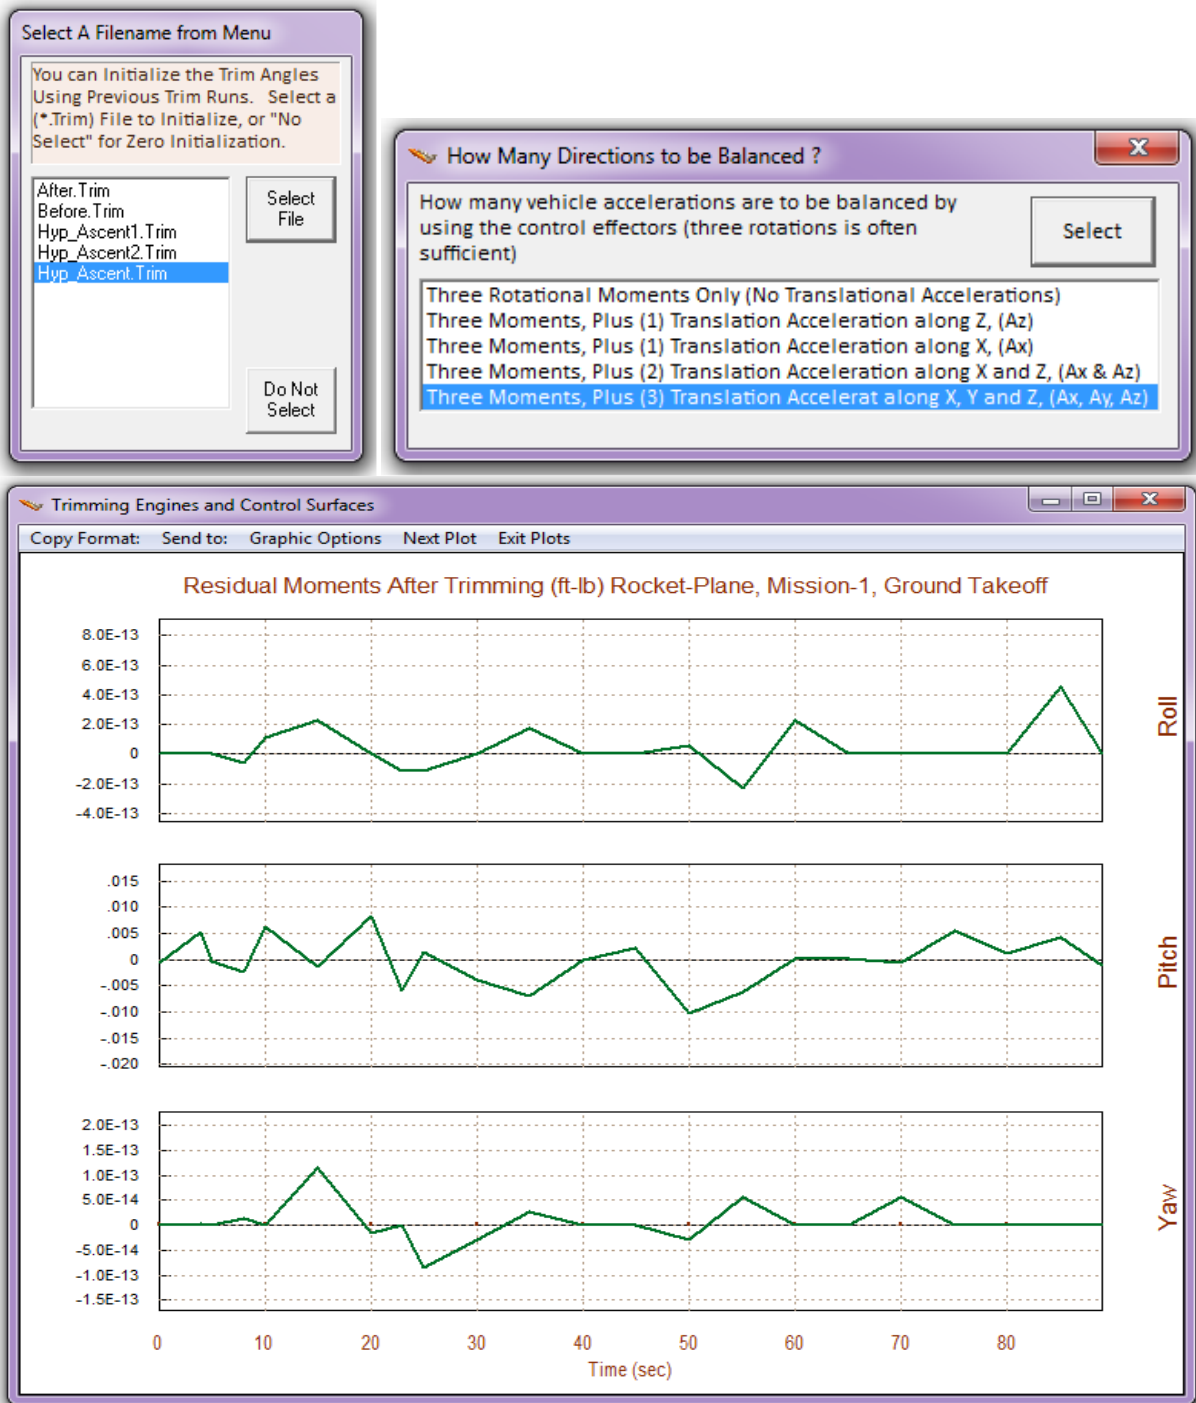 Select A Filename from Menu
You can Initialize the Trim Angles
Using Previous Trim Runs. Select a
(*.Trim) File to Initialize, or "No
Select" for Zero Initialization.
After.Trim
Before.Trim
Hyp_Ascent1.Trim
Hyp_Ascent2.Trim
Hyp_Ascent.Trim
Select
File
Do Not
Select
How Many Directions to be Balanced ?
How many vehicle accelerations are to be balanced by
using the control effectors (three rotations is often
sufficient)
Select
Three Rotational Moments Only (No Translational Accelerations)
Three Moments, Plus (1) Translation Acceleration along Z, (Az)
Three Moments, Plus (1) Translation Acceleration along X, (Ax)
Three Moments, Plus (2) Translation Acceleration along X and Z, (Ax & Az)
Three Moments, Plus (3) Translation Accelerat along X, Y and Z, (Ax, Ay, Az)
Trimming Engines and Control Surfaces
Copy Format: Send to: Graphic Options Next Plot Exit Plots
Residual Moments After Trimming (ft-lb) Rocket-Plane, Mission-1, Ground Takeoff
8.0E-13
6.0E-13
4.0E-13
2.0E-13
0
-2.0E-13
-4.0E-13
Roll
.015
.010
.005
0
-.005
-.010
-.015
-.020
Pitch
2.0E-13
1.5E-13
1.0E-13
5.0E-14
0
-5.0E-14
-1.0E-13
-1.5E-13
Yaw
0 10 20 30 40 50 60 70 80
Time (sec)